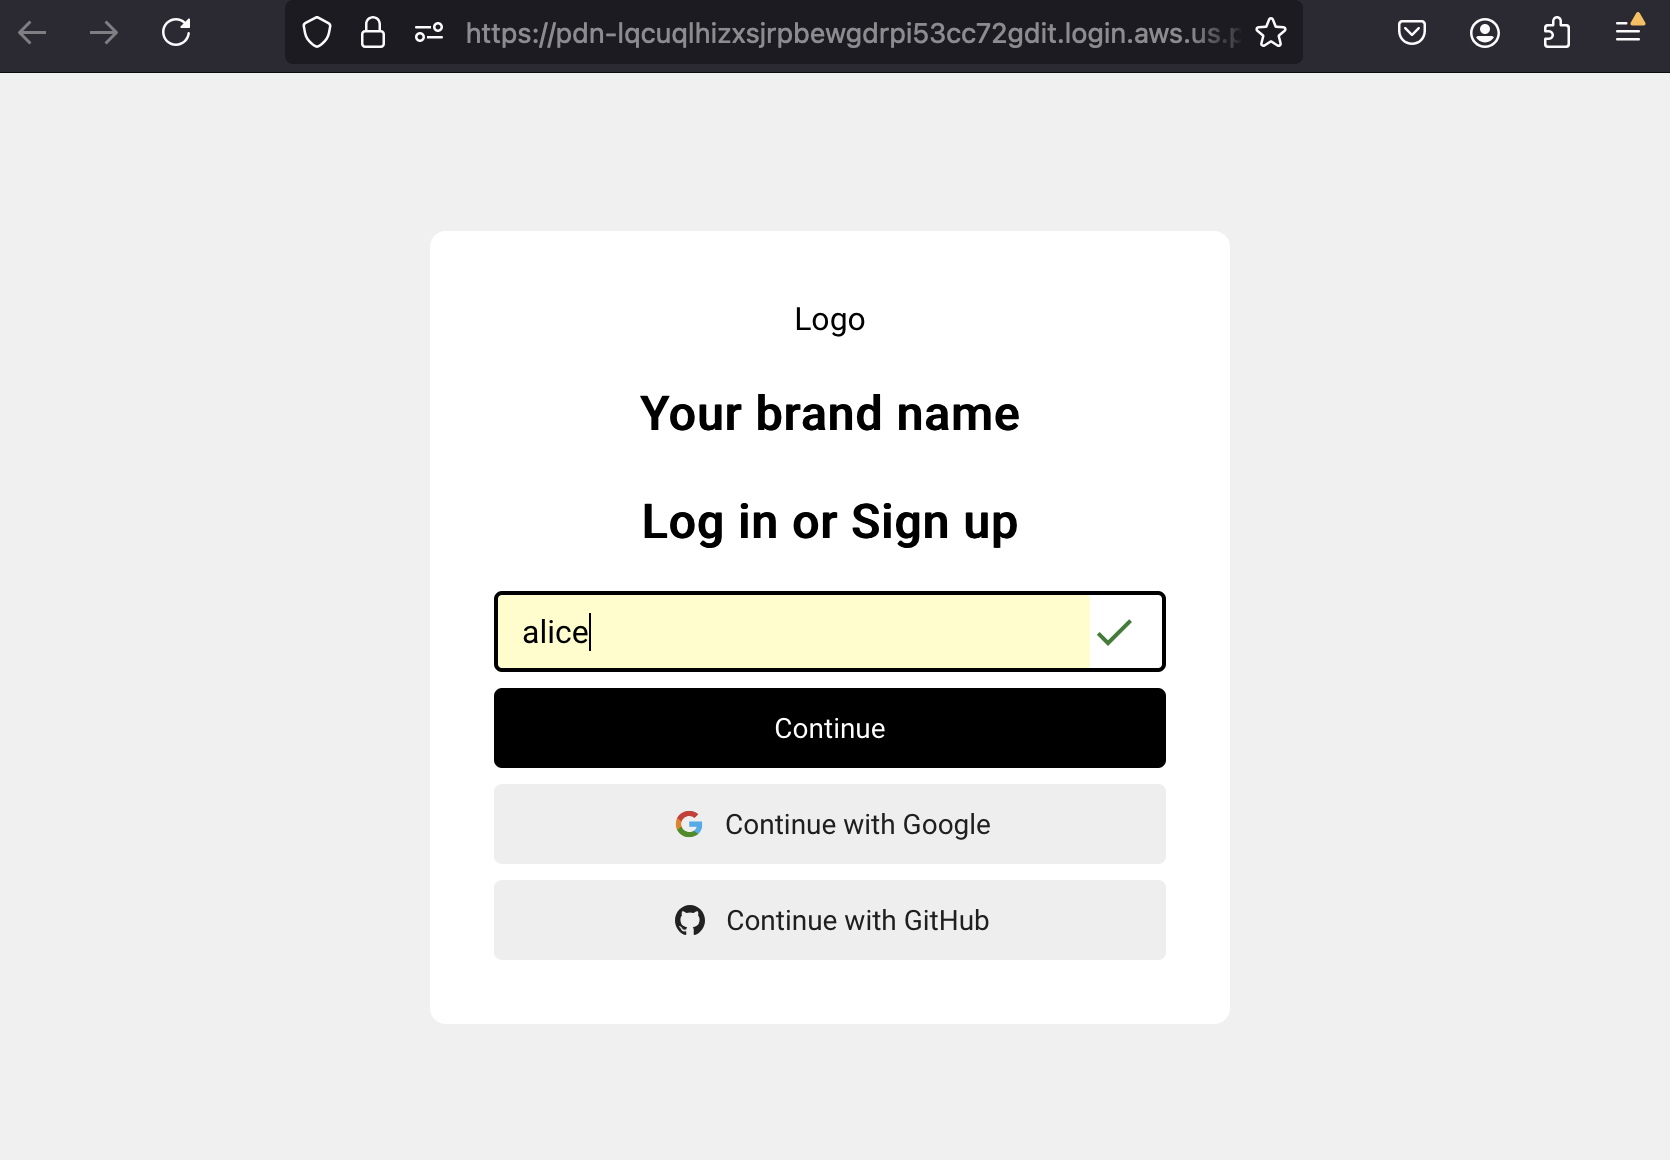 https://pdn-lqcuqlhizxsjrpbewgdrpi53cc72gdit.login.aws.us.p
Logo
Your brand name
Log in or Sign up
alice
Continue
Continue with Google
Continue with GitHub